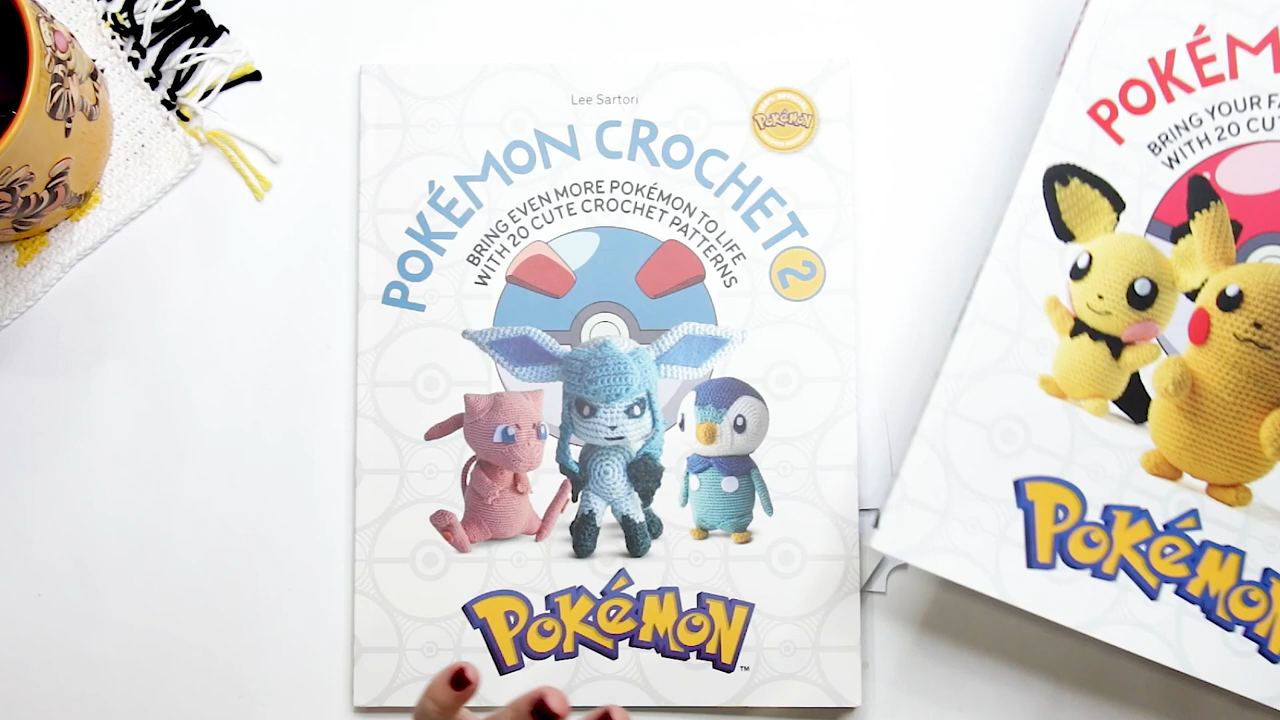 Lee Sartori
POKÉMON
POKÉMON CROCHET 2
BRING EVEN MORE POKÉMON TO LIFE
WITH 20 CUTE CROCHET PATTERNS
POKÉMON™
POKÉM
BRING YOUR FA
WITH 20 CUT
POKÉMON